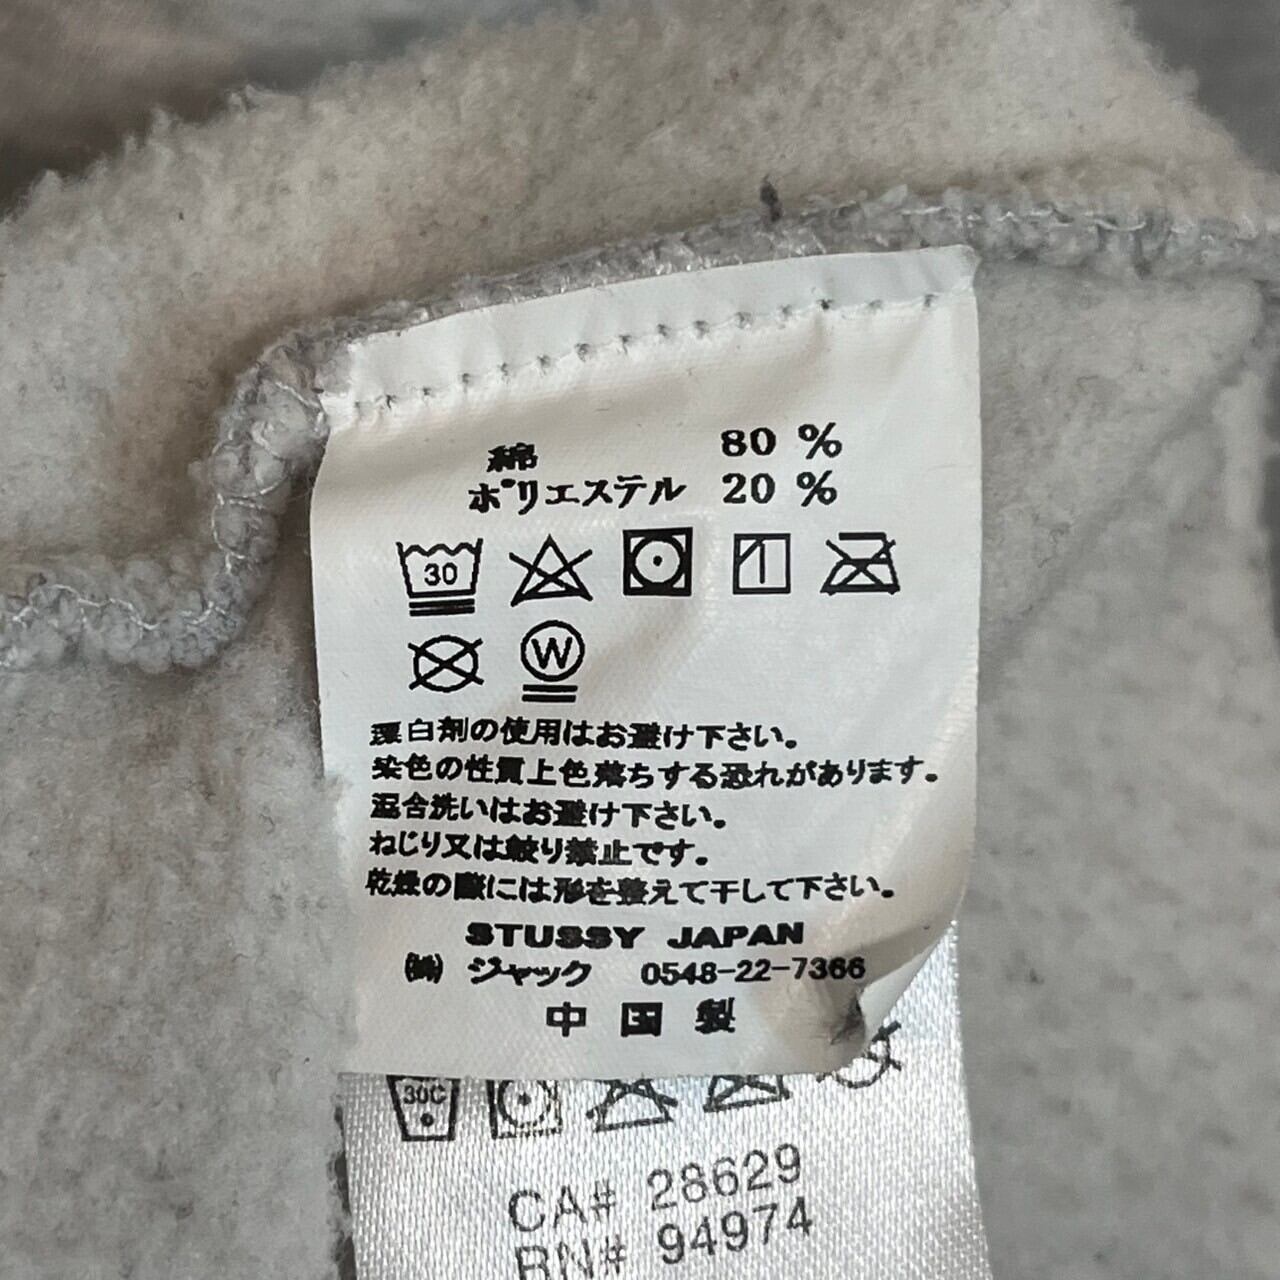 綿 80 %
ポリエステル 20 %
30
W
漂白剤の使用はお避け下さい。
染色の性質上色落ちする恐れがあります。
混合洗いはお避け下さい。
ねじり又は絞り禁止です。
乾燥の際には形を整えて干して下さい。
STUSSY JAPAN
㈱ ジャック 0548-22-7366
中国製
30C
CA# 28629
RN# 94974